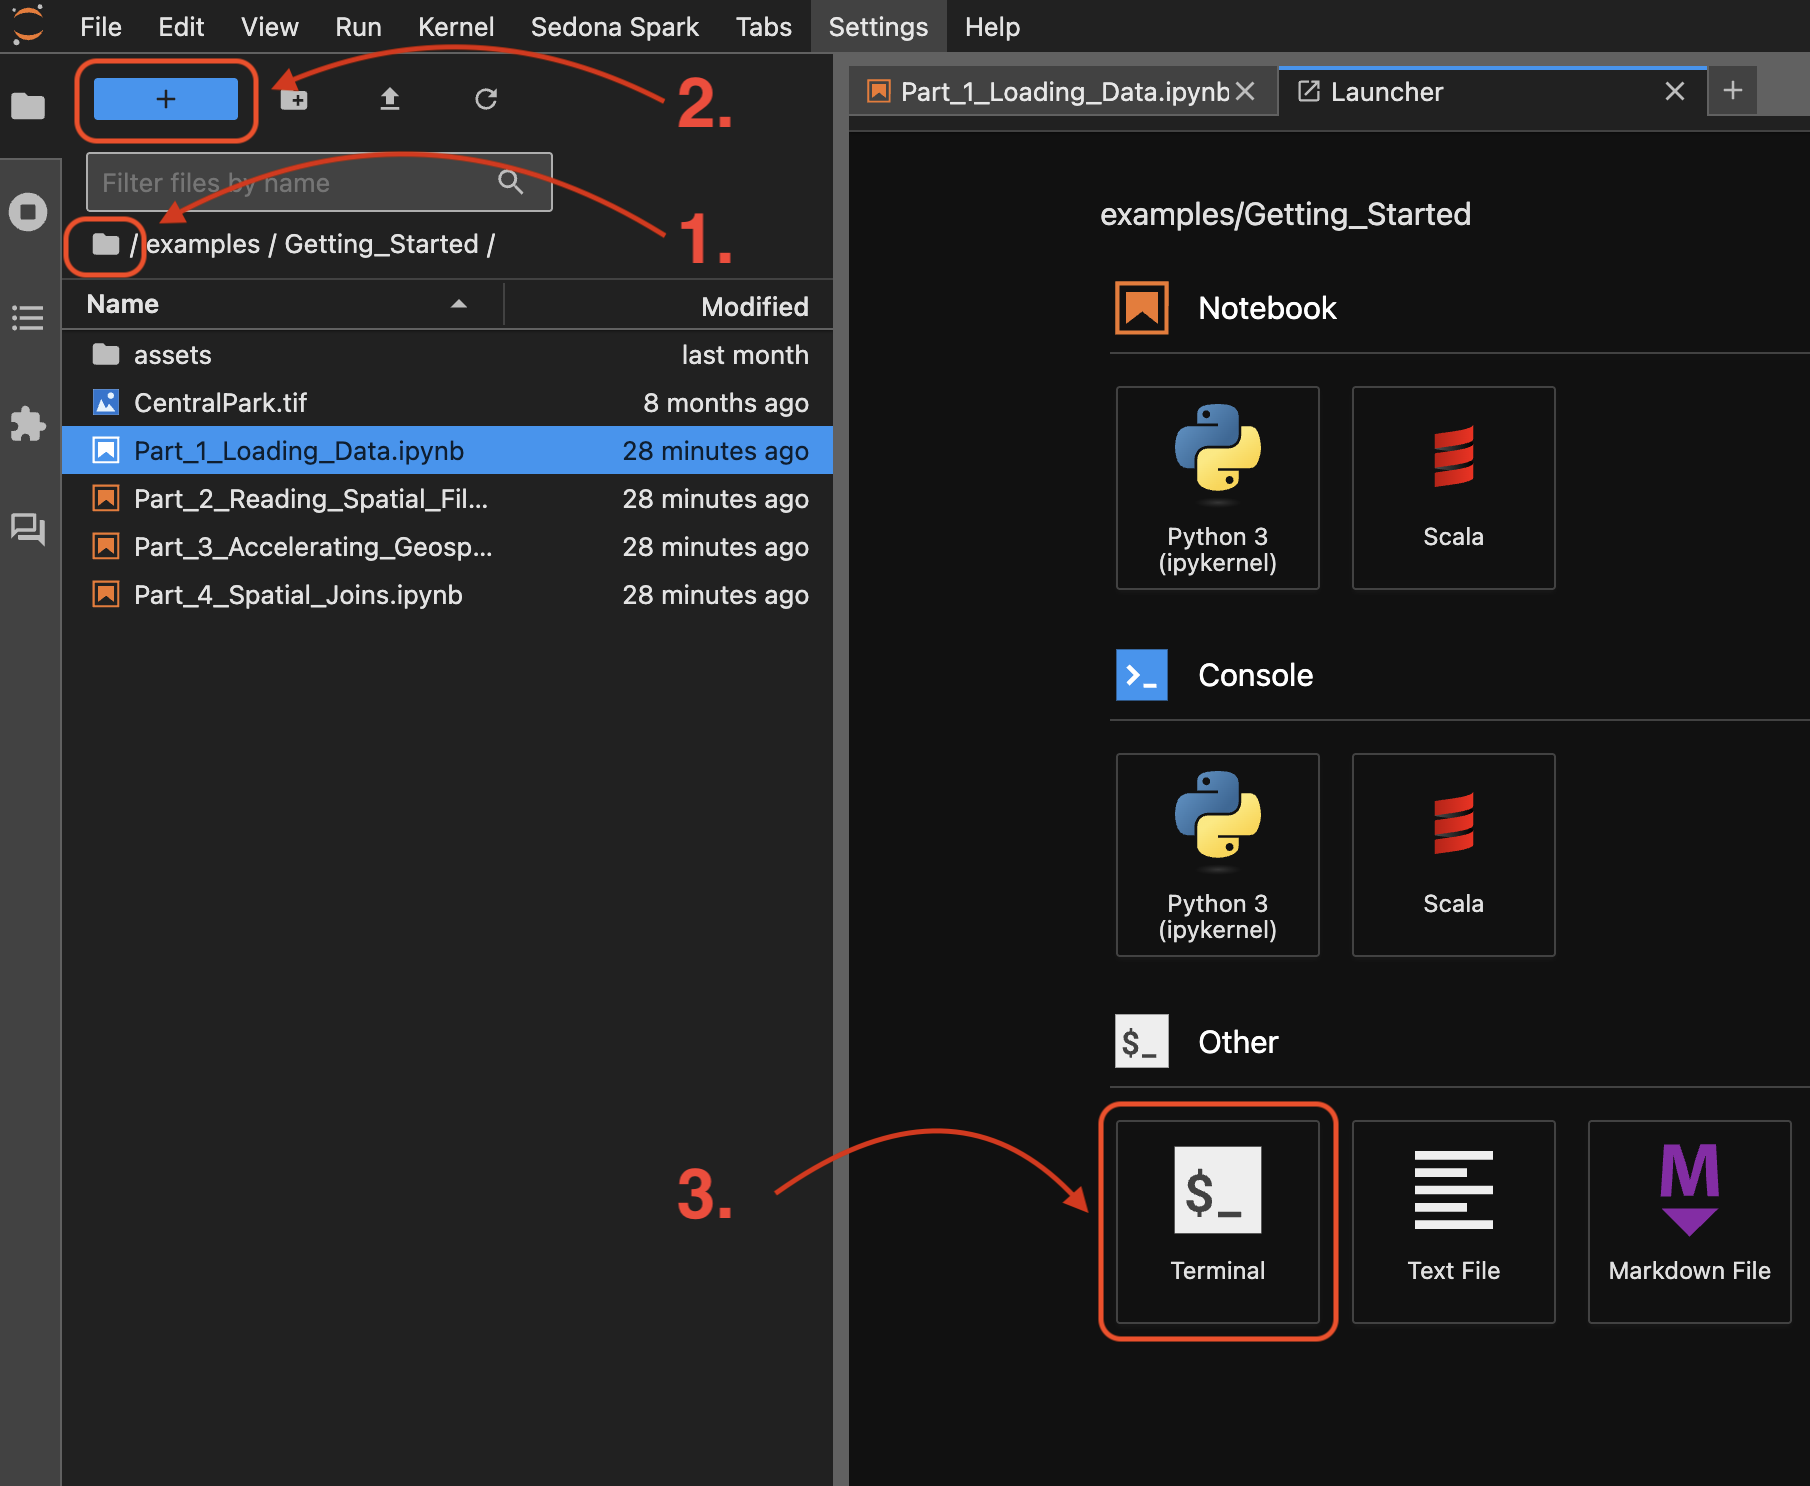 File Edit View Run Kernel Sedona Spark Tabs Settings Help
+
2.
Part_1_Loading_Data.ipynb
Launcher
+
Filter files by name
1.
/ examples / Getting_Started /
Name Modified
assets last month
CentralPark.tif 8 months ago
Part_1_Loading_Data.ipynb 28 minutes ago
Part_2_Reading_Spatial_Fil... 28 minutes ago
Part_3_Accelerating_Geosp... 28 minutes ago
Part_4_Spatial_Joins.ipynb 28 minutes ago
examples/Getting_Started
Notebook
Python 3
(ipykernel)
Scala
>_ Console
Python 3
(ipykernel)
Scala
$_ Other
3.
$_
Terminal
Text File
M
Markdown File